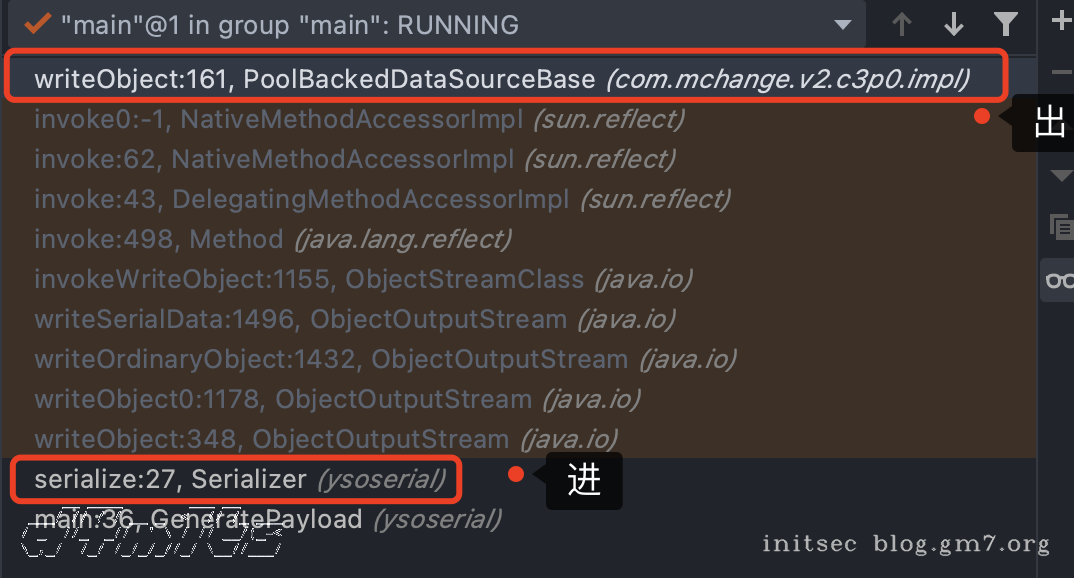 "main"@1 in group "main": RUNNING
writeObject:161, PoolBackedDataSourceBase (com.mchange.v2.c3p0.impl)
invoke0:-1, NativeMethodAccessorImpl (sun.reflect)
出
invoke:62, NativeMethodAccessorImpl (sun.reflect)
invoke:43, DelegatingMethodAccessorImpl (sun.reflect)
invoke:498, Method (java.lang.reflect)
invokeWriteObject:1155, ObjectStreamClass (java.io)
writeSerialData:1496, ObjectOutputStream (java.io)
writeOrdinaryObject:1432, ObjectOutputStream (java.io)
writeObject0:1178, ObjectOutputStream (java.io)
writeObject:348, ObjectOutputStream (java.io)
serialize:27, Serializer (ysoserial)
进
main:36, GeneratePayload (ysoserial)
initsec blog.gm7.org